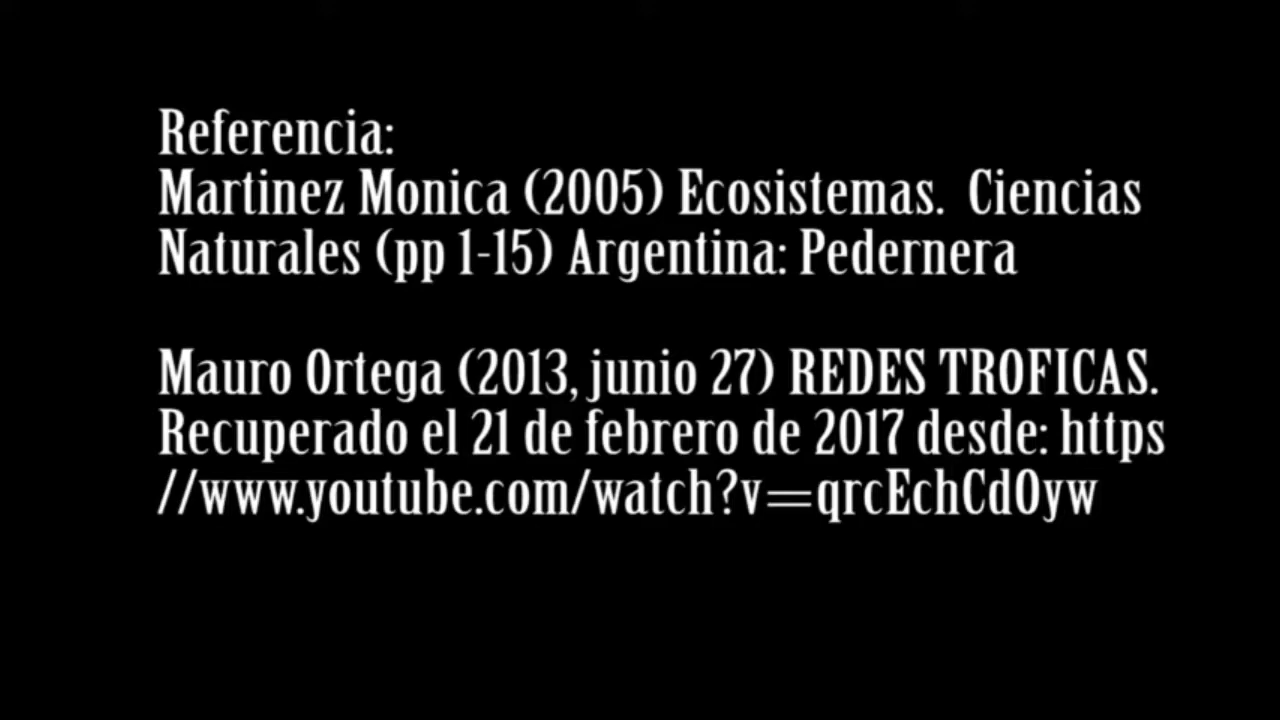 Referencia:
Martinez Monica (2005) Ecosistemas. Ciencias
Naturales (pp 1-15) Argentina: Pedernera
Mauro Ortega (2013, junio 27) REDES TROFICAS.
Recuperado el 21 de febrero de 2017 desde: https
//www.youtube.com/watch?v=qrcEchCd0yw